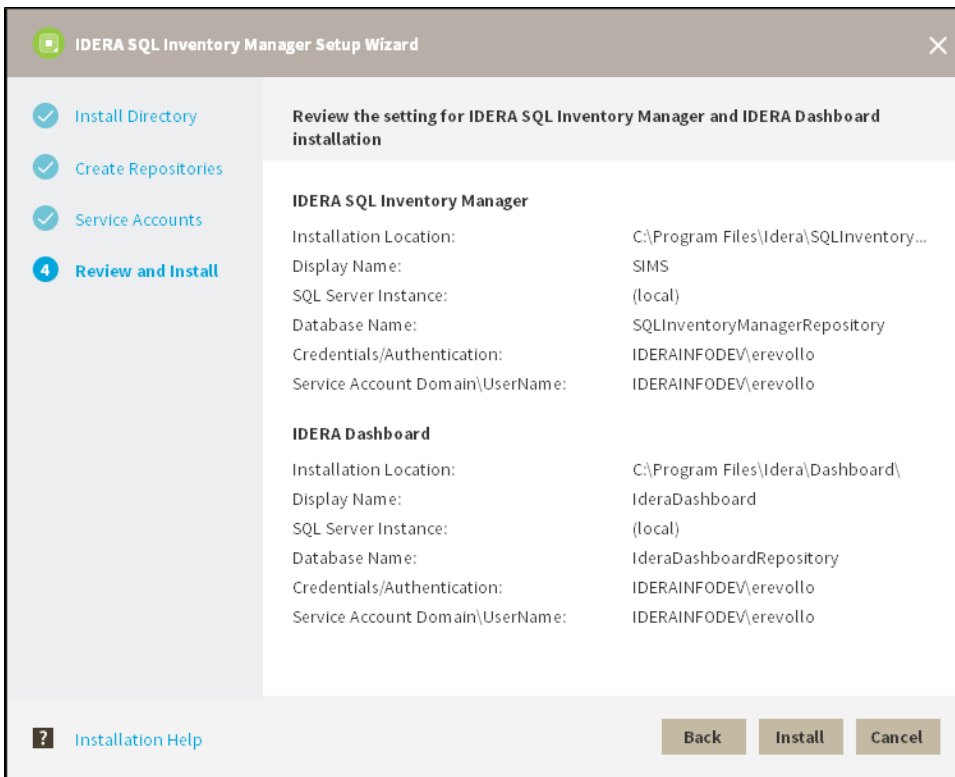 IDERA SQL Inventory Manager Setup Wizard
Install Directory
Create Repositories
Service Accounts
4 Review and Install
Review the setting for IDERA SQL Inventory Manager and IDERA Dashboard
installation
IDERA SQL Inventory Manager
Installation Location: C:\Program Files\Idera\SQLInventory...
Display Name: SIMS
SQL Server Instance: (local)
Database Name: SQLInventoryManagerRepository
Credentials/Authentication: IDERAINFODEV\erevollo
Service Account Domain\UserName: IDERAINFODEV\erevollo
IDERA Dashboard
Installation Location: C:\Program Files\Idera\Dashboard\
Display Name: IderaDashboard
SQL Server Instance: (local)
Database Name: IderaDashboardRepository
Credentials/Authentication: IDERAINFODEV\erevollo
Service Account Domain\UserName: IDERAINFODEV\erevollo
? Installation Help
Back Install Cancel